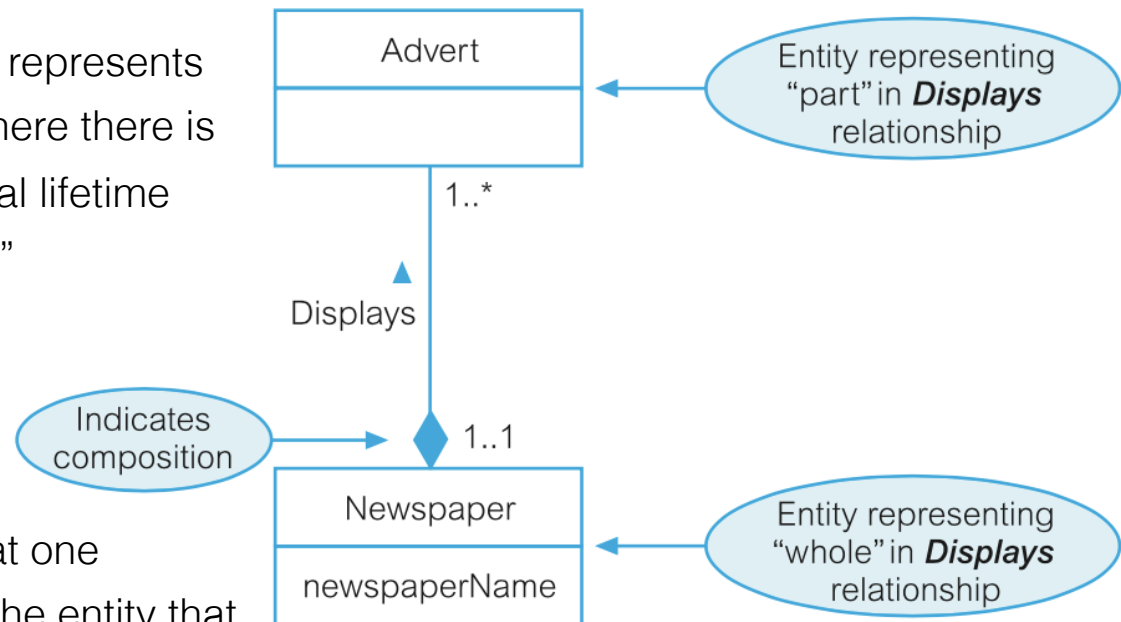 represents
here there is
al lifetime
”
at one
he entity that
Advert
Entity representing
“part” in Displays
relationship
1..*
Displays
Indicates
composition
1..1
Newspaper
newspaperName
Entity representing
“whole” in Displays
relationship